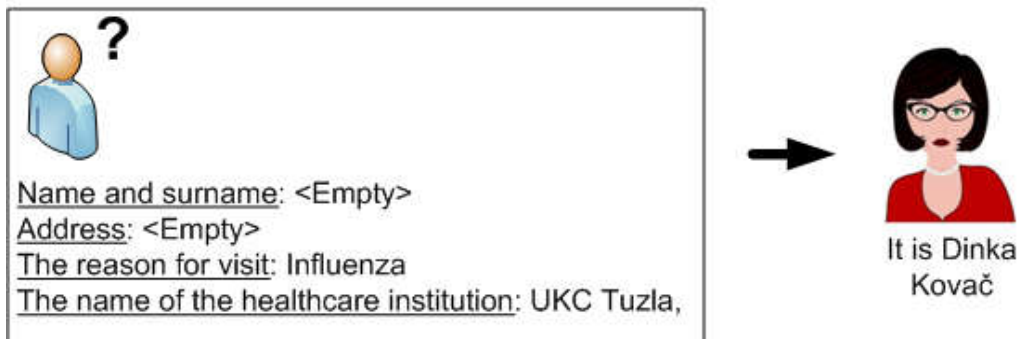 ?
Name and surname: <Empty>
Address: <Empty>
The reason for visit: Influenza
The name of the healthcare institution: UKC Tuzla,
It is Dinka
Kovač